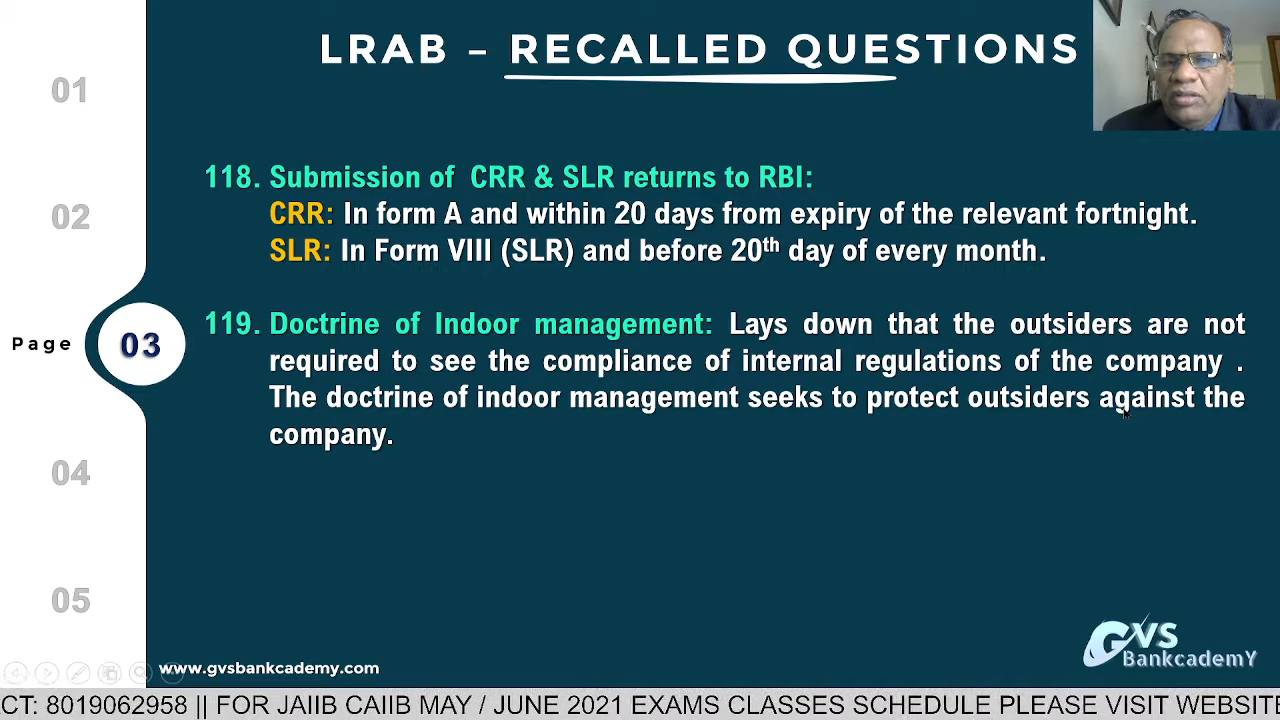 LRAB – RECALLED QUESTIONS
01
02
Page 03
04
05
118. Submission of CRR & SLR returns to RBI:
CRR: In form A and within 20 days from expiry of the relevant fortnight.
SLR: In Form VIII (SLR) and before 20th day of every month.
119. Doctrine of Indoor management: Lays down that the outsiders are not
required to see the compliance of internal regulations of the company .
The doctrine of indoor management seeks to protect outsiders against the
company.
GVS
BankcademY
www.gvsbankcademy.com
CT: 8019062958 || FOR JAIIB CAIIB MAY / JUNE 2021 EXAMS CLASSES SCHEDULE PLEASE VISIT WEBSITE